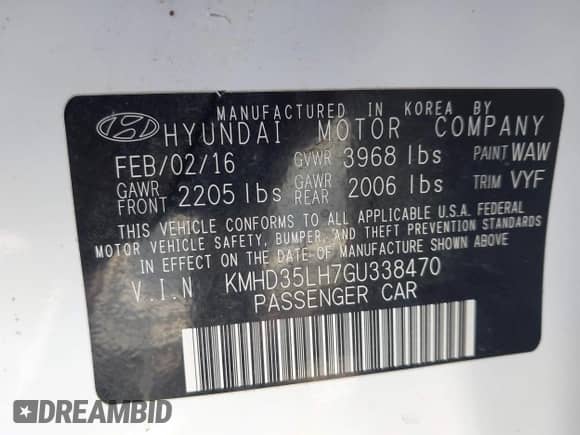 MANUFACTURED IN KOREA BY
HYUNDAI MOTOR COMPANY
FEB/02/16 GVWR 3968 lbs PAINT WAW
GAWR FRONT 2205 lbs GAWR REAR 2006 lbs TRIM VYF
THIS VEHICLE CONFORMS TO ALL APPLICABLE U.S.A. FEDERAL
MOTOR VEHICLE SAFETY, BUMPER, AND THEFT PREVENTION
STANDARDS IN EFFECT ON THE DATE OF MANUFACTURE SHOWN ABOVE.
V.I.N KMHD35LH7GU338470
PASSENGER CAR
DREAMBID